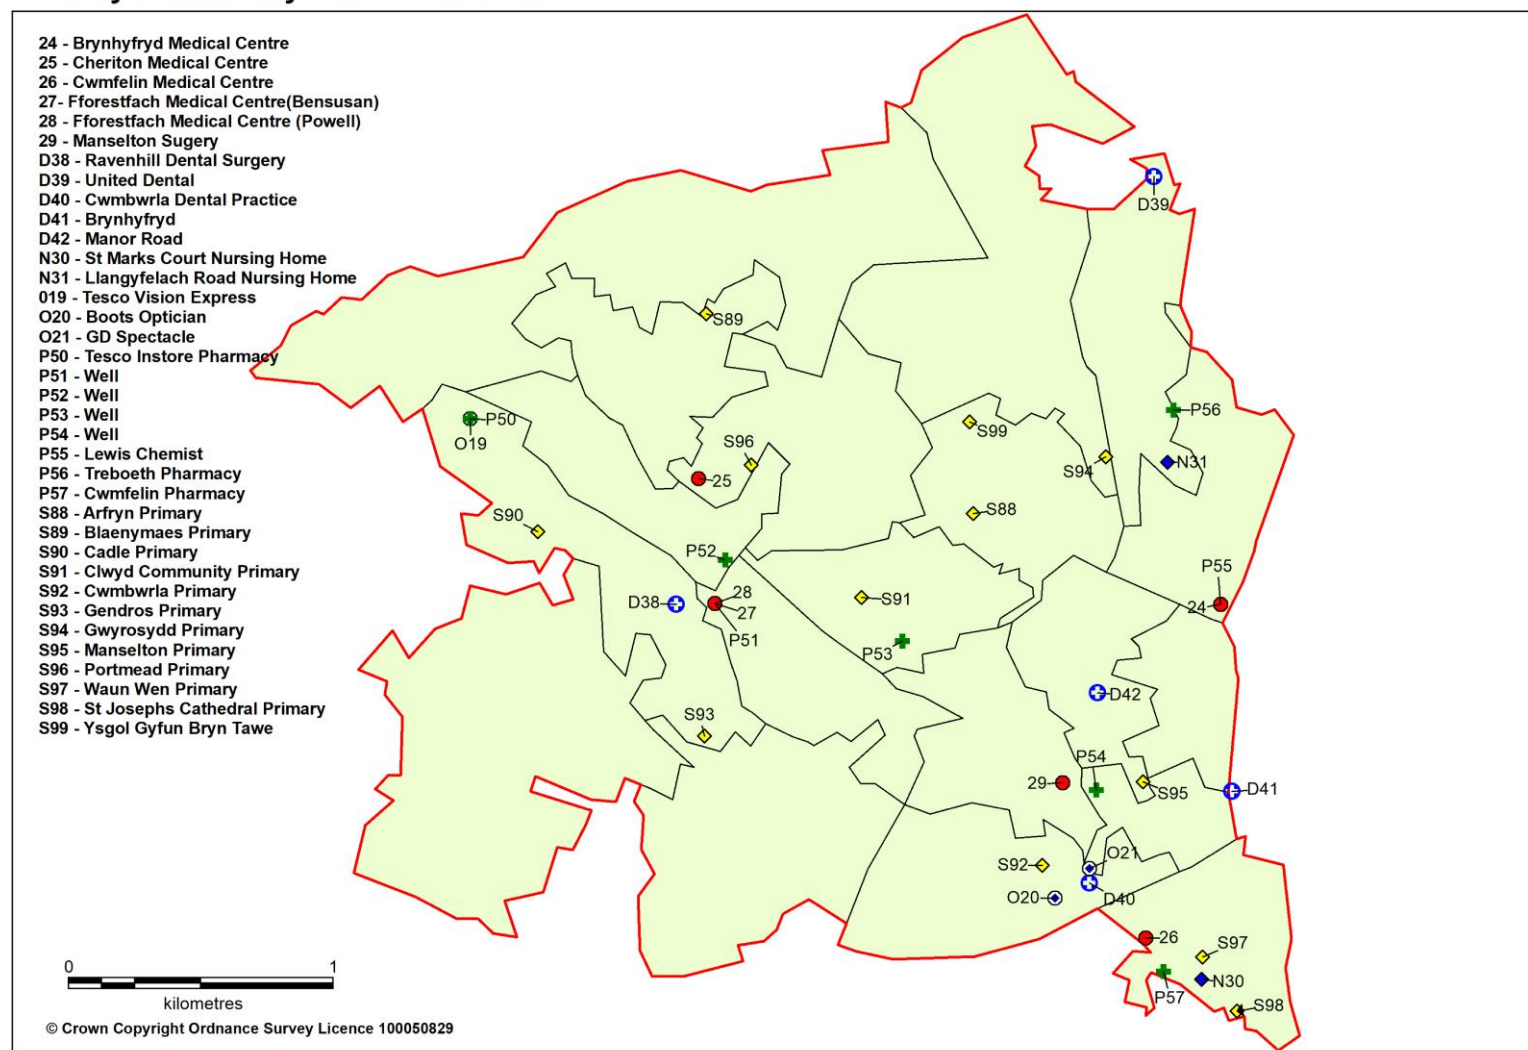 24 - Brynhyfryd Medical Centre
25 - Cheriton Medical Centre
26 - Cwmfelin Medical Centre
27- Fforestfach Medical Centre(Bensusan)
28 - Fforestfach Medical Centre (Powell)
29 - Manselton Sugery
D38 - Ravenhill Dental Surgery
D39 - United Dental
D40 - Cwmbwrla Dental Practice
D41 - Brynhyfryd
D42 - Manor Road
N30 - St Marks Court Nursing Home
N31 - Llangyfelach Road Nursing Home
019 - Tesco Vision Express
O20 - Boots Optician
O21 - GD Spectacle
P50 - Tesco Instore Pharmacy
P51 - Well
P52 - Well
P53 - Well
P54 - Well
P55 - Lewis Chemist
P56 - Treboeth Pharmacy
P57 - Cwmfelin Pharmacy
S88 - Arfryn Primary
S89 - Blaenymaes Primary
S90 - Cadle Primary
S91 - Clwyd Community Primary
S92 - Cwmbwrla Primary
S93 - Gendros Primary
S94 - Gwyrosydd Primary
S95 - Manselton Primary
S96 - Portmead Primary
S97 - Waun Wen Primary
S98 - St Josephs Cathedral Primary
S99 - Ysgol Gyfun Bryn Tawe
D39
S89
P50
O19
P56
S99
S96
S94
N31
25
S90
S88
P52
P55
D38
28
27
P51
S91
24
P53
D42
S93
P54
29
S95
D41
O21
S92
O20
D40
26
S97
N30
P57
S98
0 1
kilometres
© Crown Copyright Ordnance Survey Licence 100050829